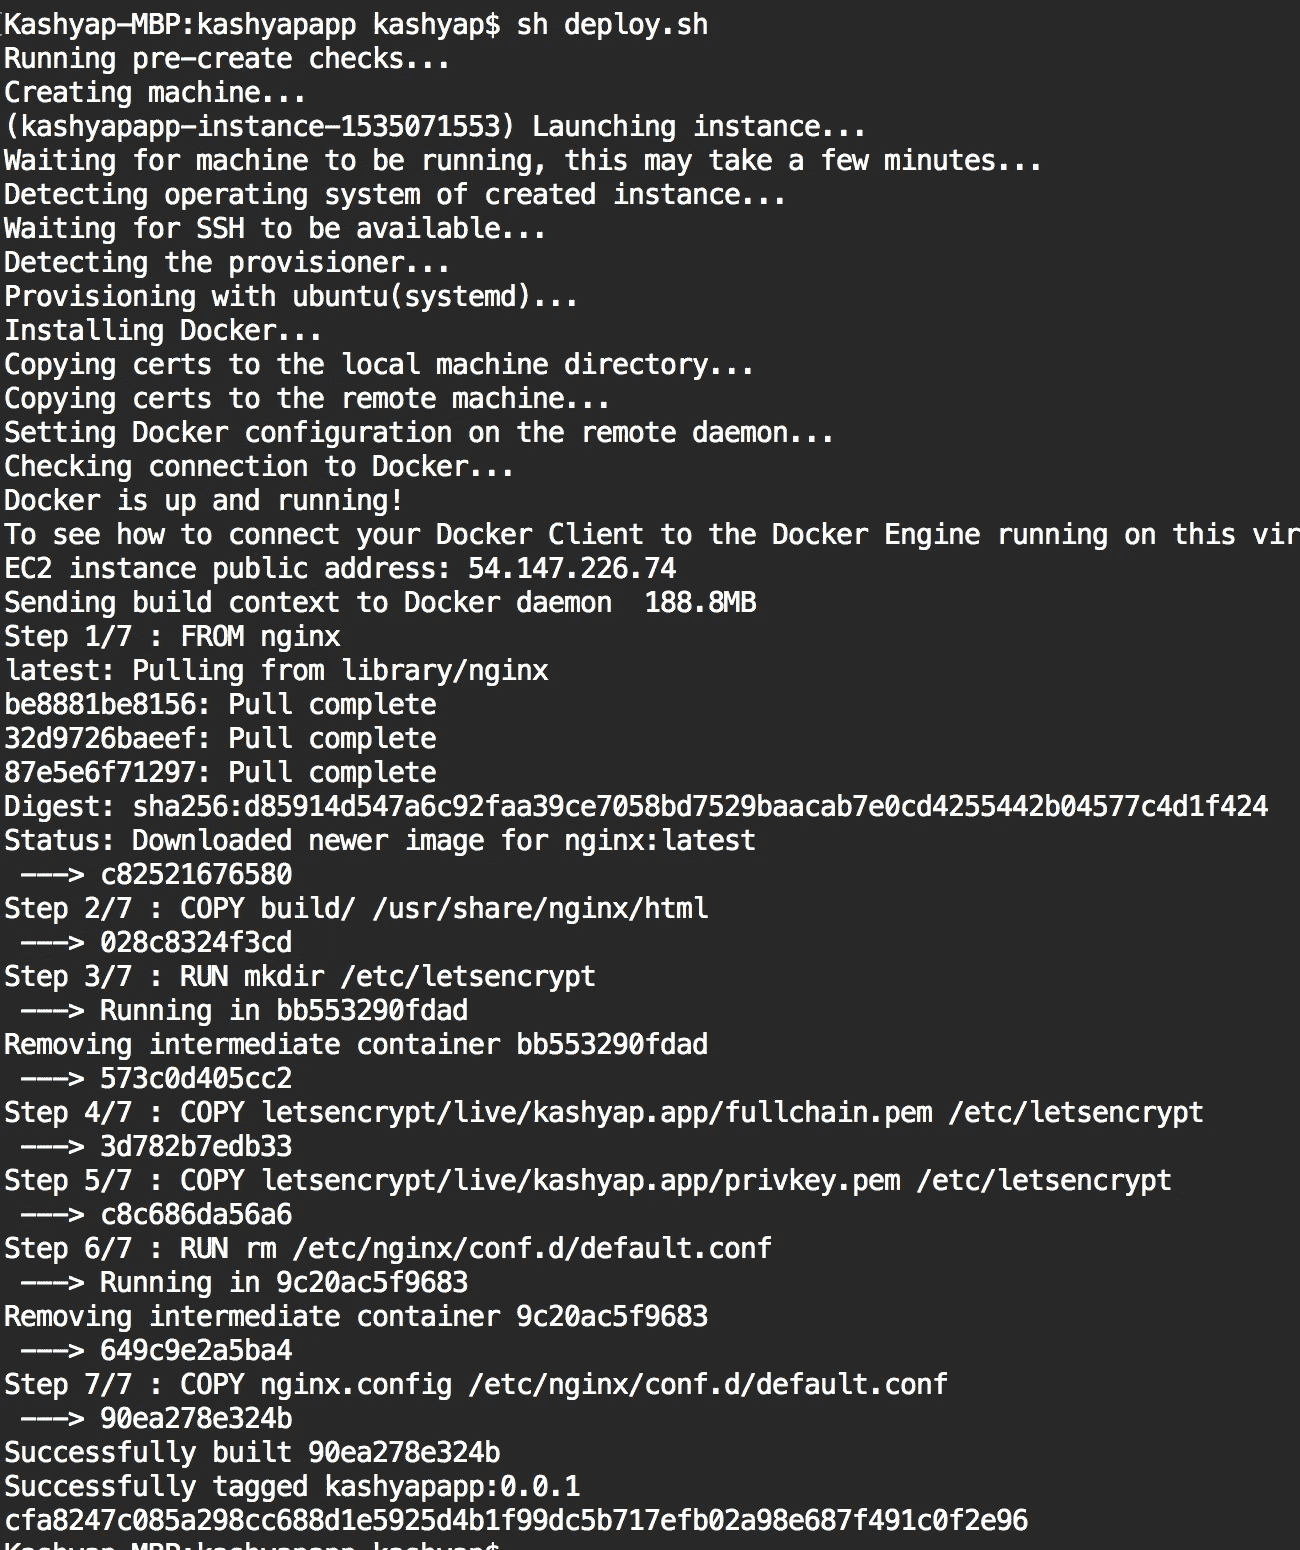 Kashyap-MBP:kashyapapp kashyap$ sh deploy.sh
Running pre-create checks...
Creating machine...
(kashyapapp-instance-1535071553) Launching instance...
Waiting for machine to be running, this may take a few minutes...
Detecting operating system of created instance...
Waiting for SSH to be available...
Detecting the provisioner...
Provisioning with ubuntu(systemd)...
Installing Docker...
Copying certs to the local machine directory...
Copying certs to the remote machine...
Setting Docker configuration on the remote daemon...
Checking connection to Docker...
Docker is up and running!
To see how to connect your Docker Client to the Docker Engine running on this vir
EC2 instance public address: 54.147.226.74
Sending build context to Docker daemon  188.8MB
Step 1/7 : FROM nginx
latest: Pulling from library/nginx
be8881be8156: Pull complete
32d9726baeef: Pull complete
87e5e6f71297: Pull complete
Digest: sha256:d85914d547a6c92faa39ce7058bd7529baacab7e0cd4255442b04577c4d1f424
Status: Downloaded newer image for nginx:latest
 ---> c82521676580
Step 2/7 : COPY build/ /usr/share/nginx/html
 ---> 028c8324f3cd
Step 3/7 : RUN mkdir /etc/letsencrypt
 ---> Running in bb553290fdad
Removing intermediate container bb553290fdad
 ---> 573c0d405cc2
Step 4/7 : COPY letsencrypt/live/kashyap.app/fullchain.pem /etc/letsencrypt
 ---> 3d782b7edb33
Step 5/7 : COPY letsencrypt/live/kashyap.app/privkey.pem /etc/letsencrypt
 ---> c8c686da56a6
Step 6/7 : RUN rm /etc/nginx/conf.d/default.conf
 ---> Running in 9c20ac5f9683
Removing intermediate container 9c20ac5f9683
 ---> 649c9e2a5ba4
Step 7/7 : COPY nginx.config /etc/nginx/conf.d/default.conf
 ---> 90ea278e324b
Successfully built 90ea278e324b
Successfully tagged kashyapapp:0.0.1
cfa8247c085a298cc688d1e5925d4b1f99dc5b717efb02a98e687f491c0f2e96
Kashyap-MBP:kashyapapp kashyap$